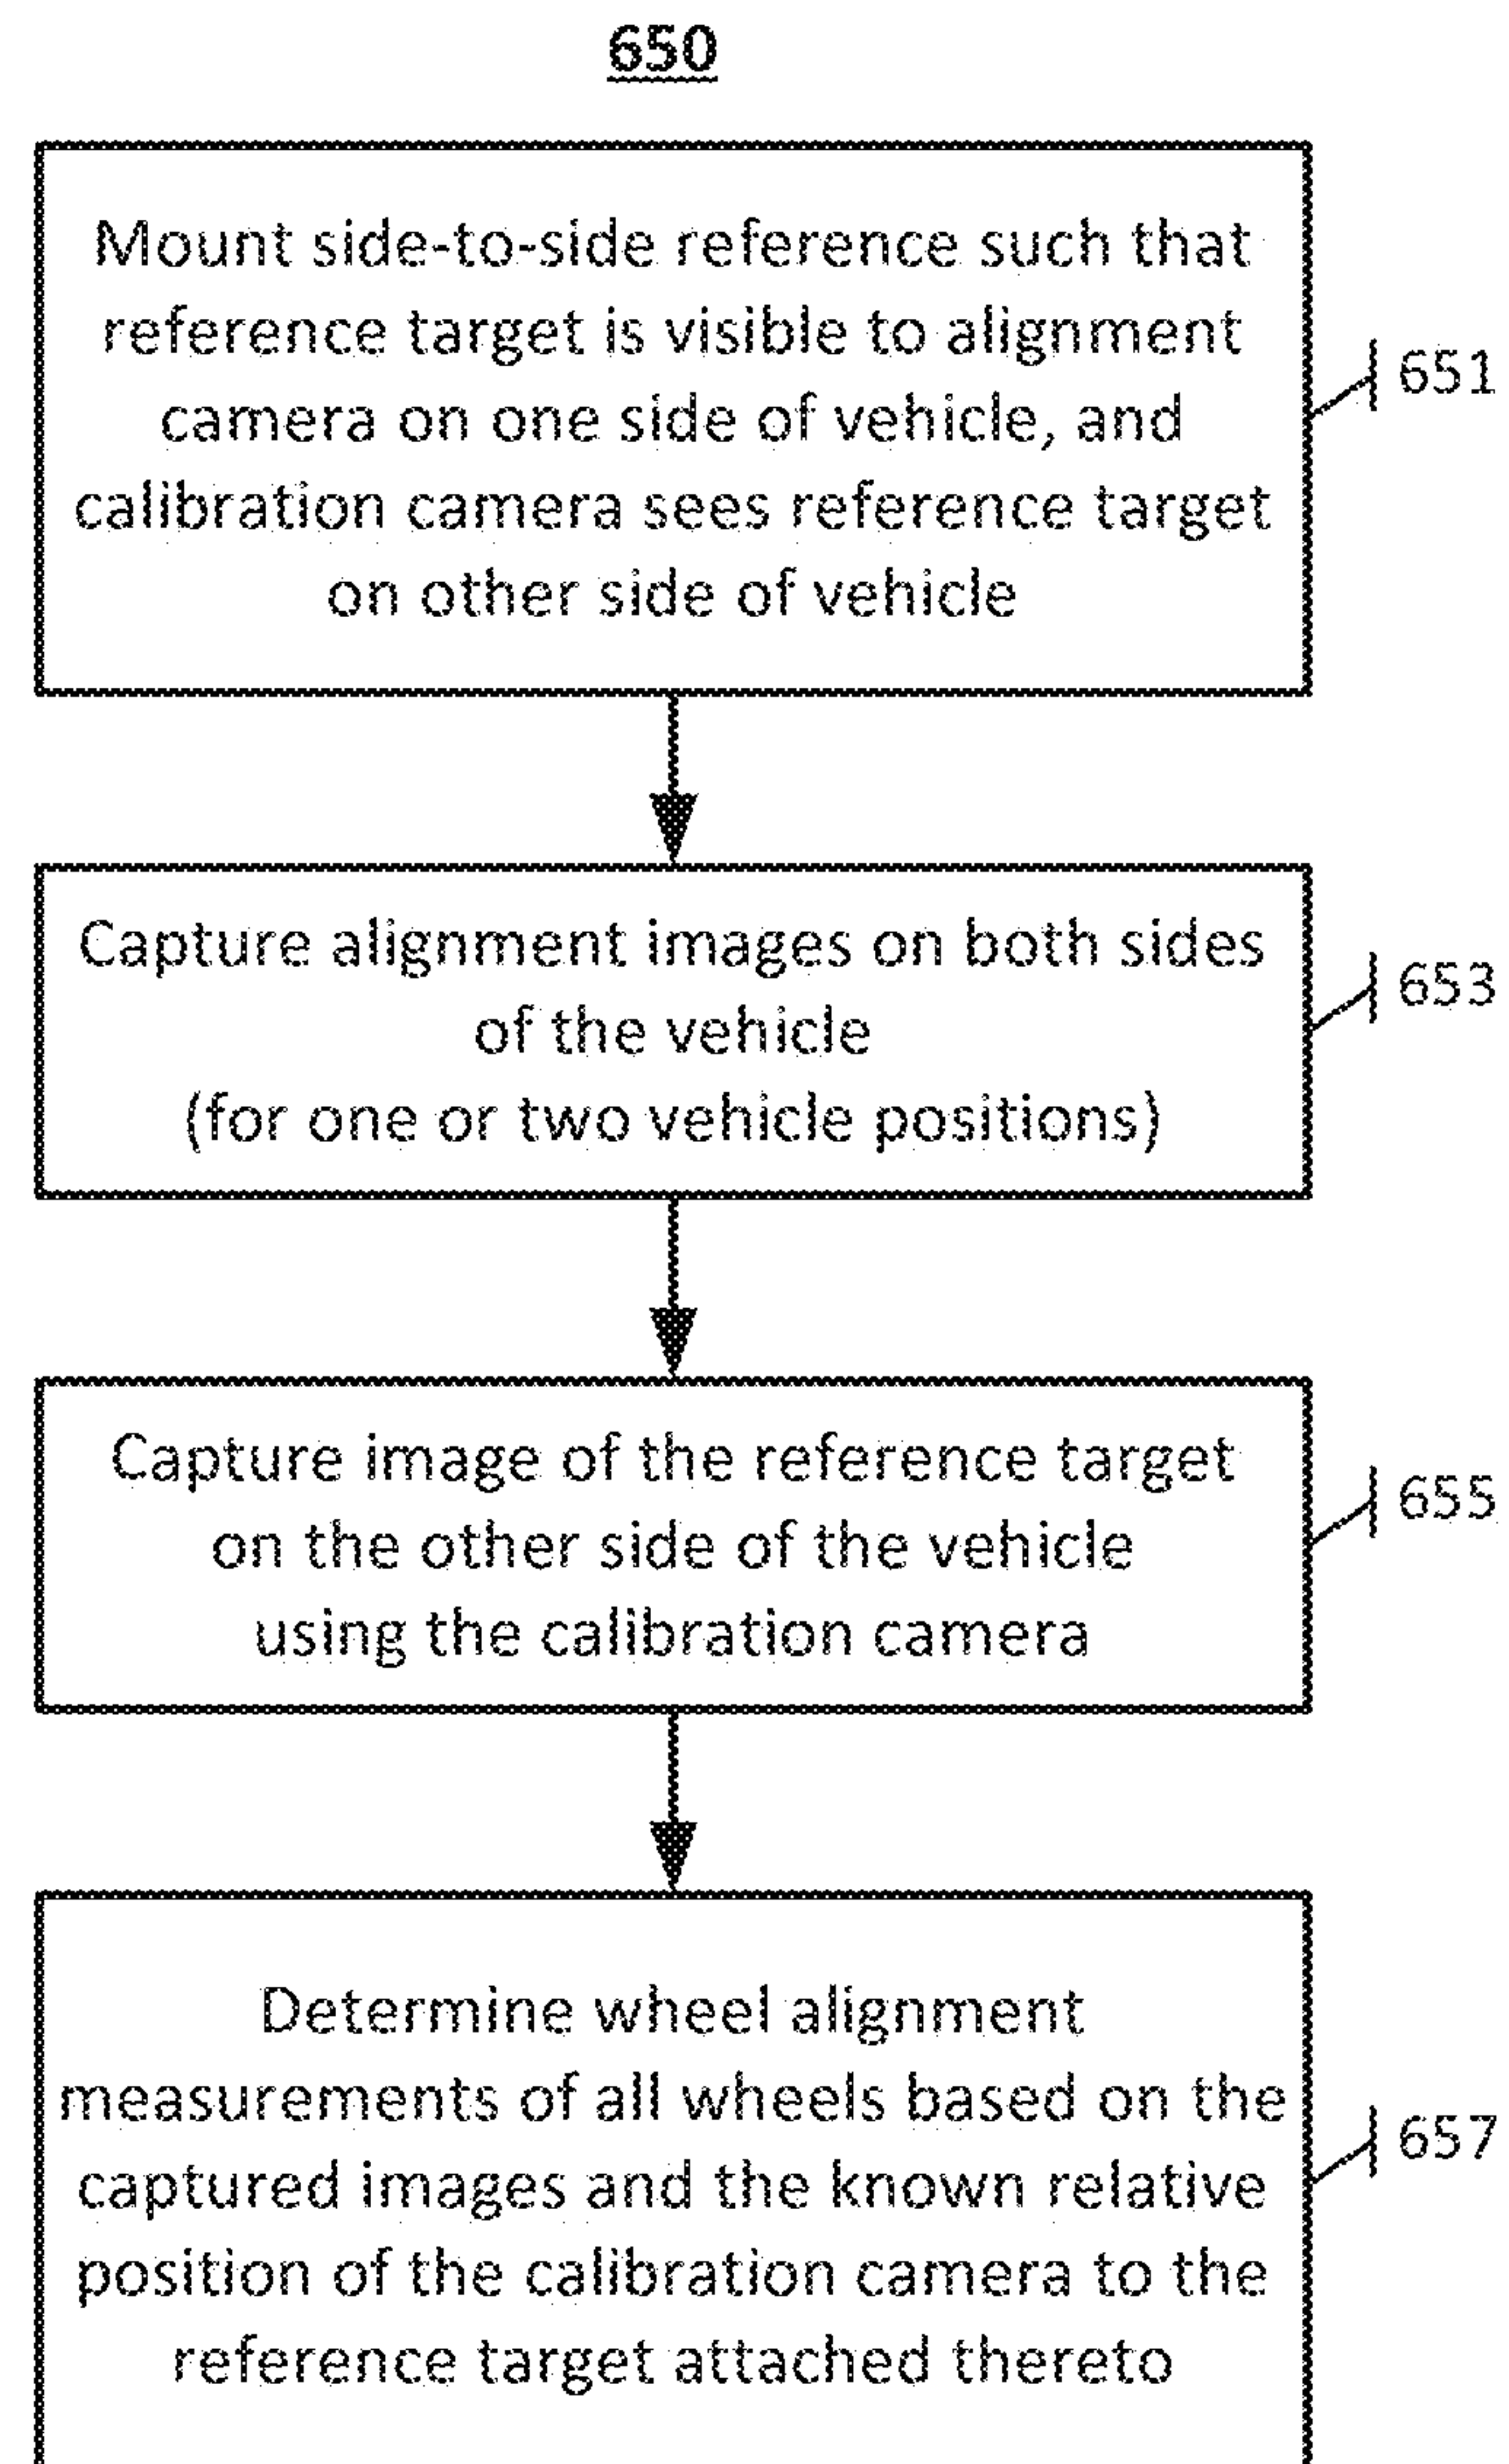 650
Mount side-to-side reference such that
reference target is visible to alignment
camera on one side of vehicle, and
calibration camera sees reference target
on other side of vehicle
651
Capture alignment images on both sides
of the vehicle
(for one or two vehicle positions)
653
Capture image of the reference target
on the other side of the vehicle
using the calibration camera
655
Determine wheel alignment
measurements of all wheels based on the
captured images and the known relative
position of the calibration camera to the
reference target attached thereto
657